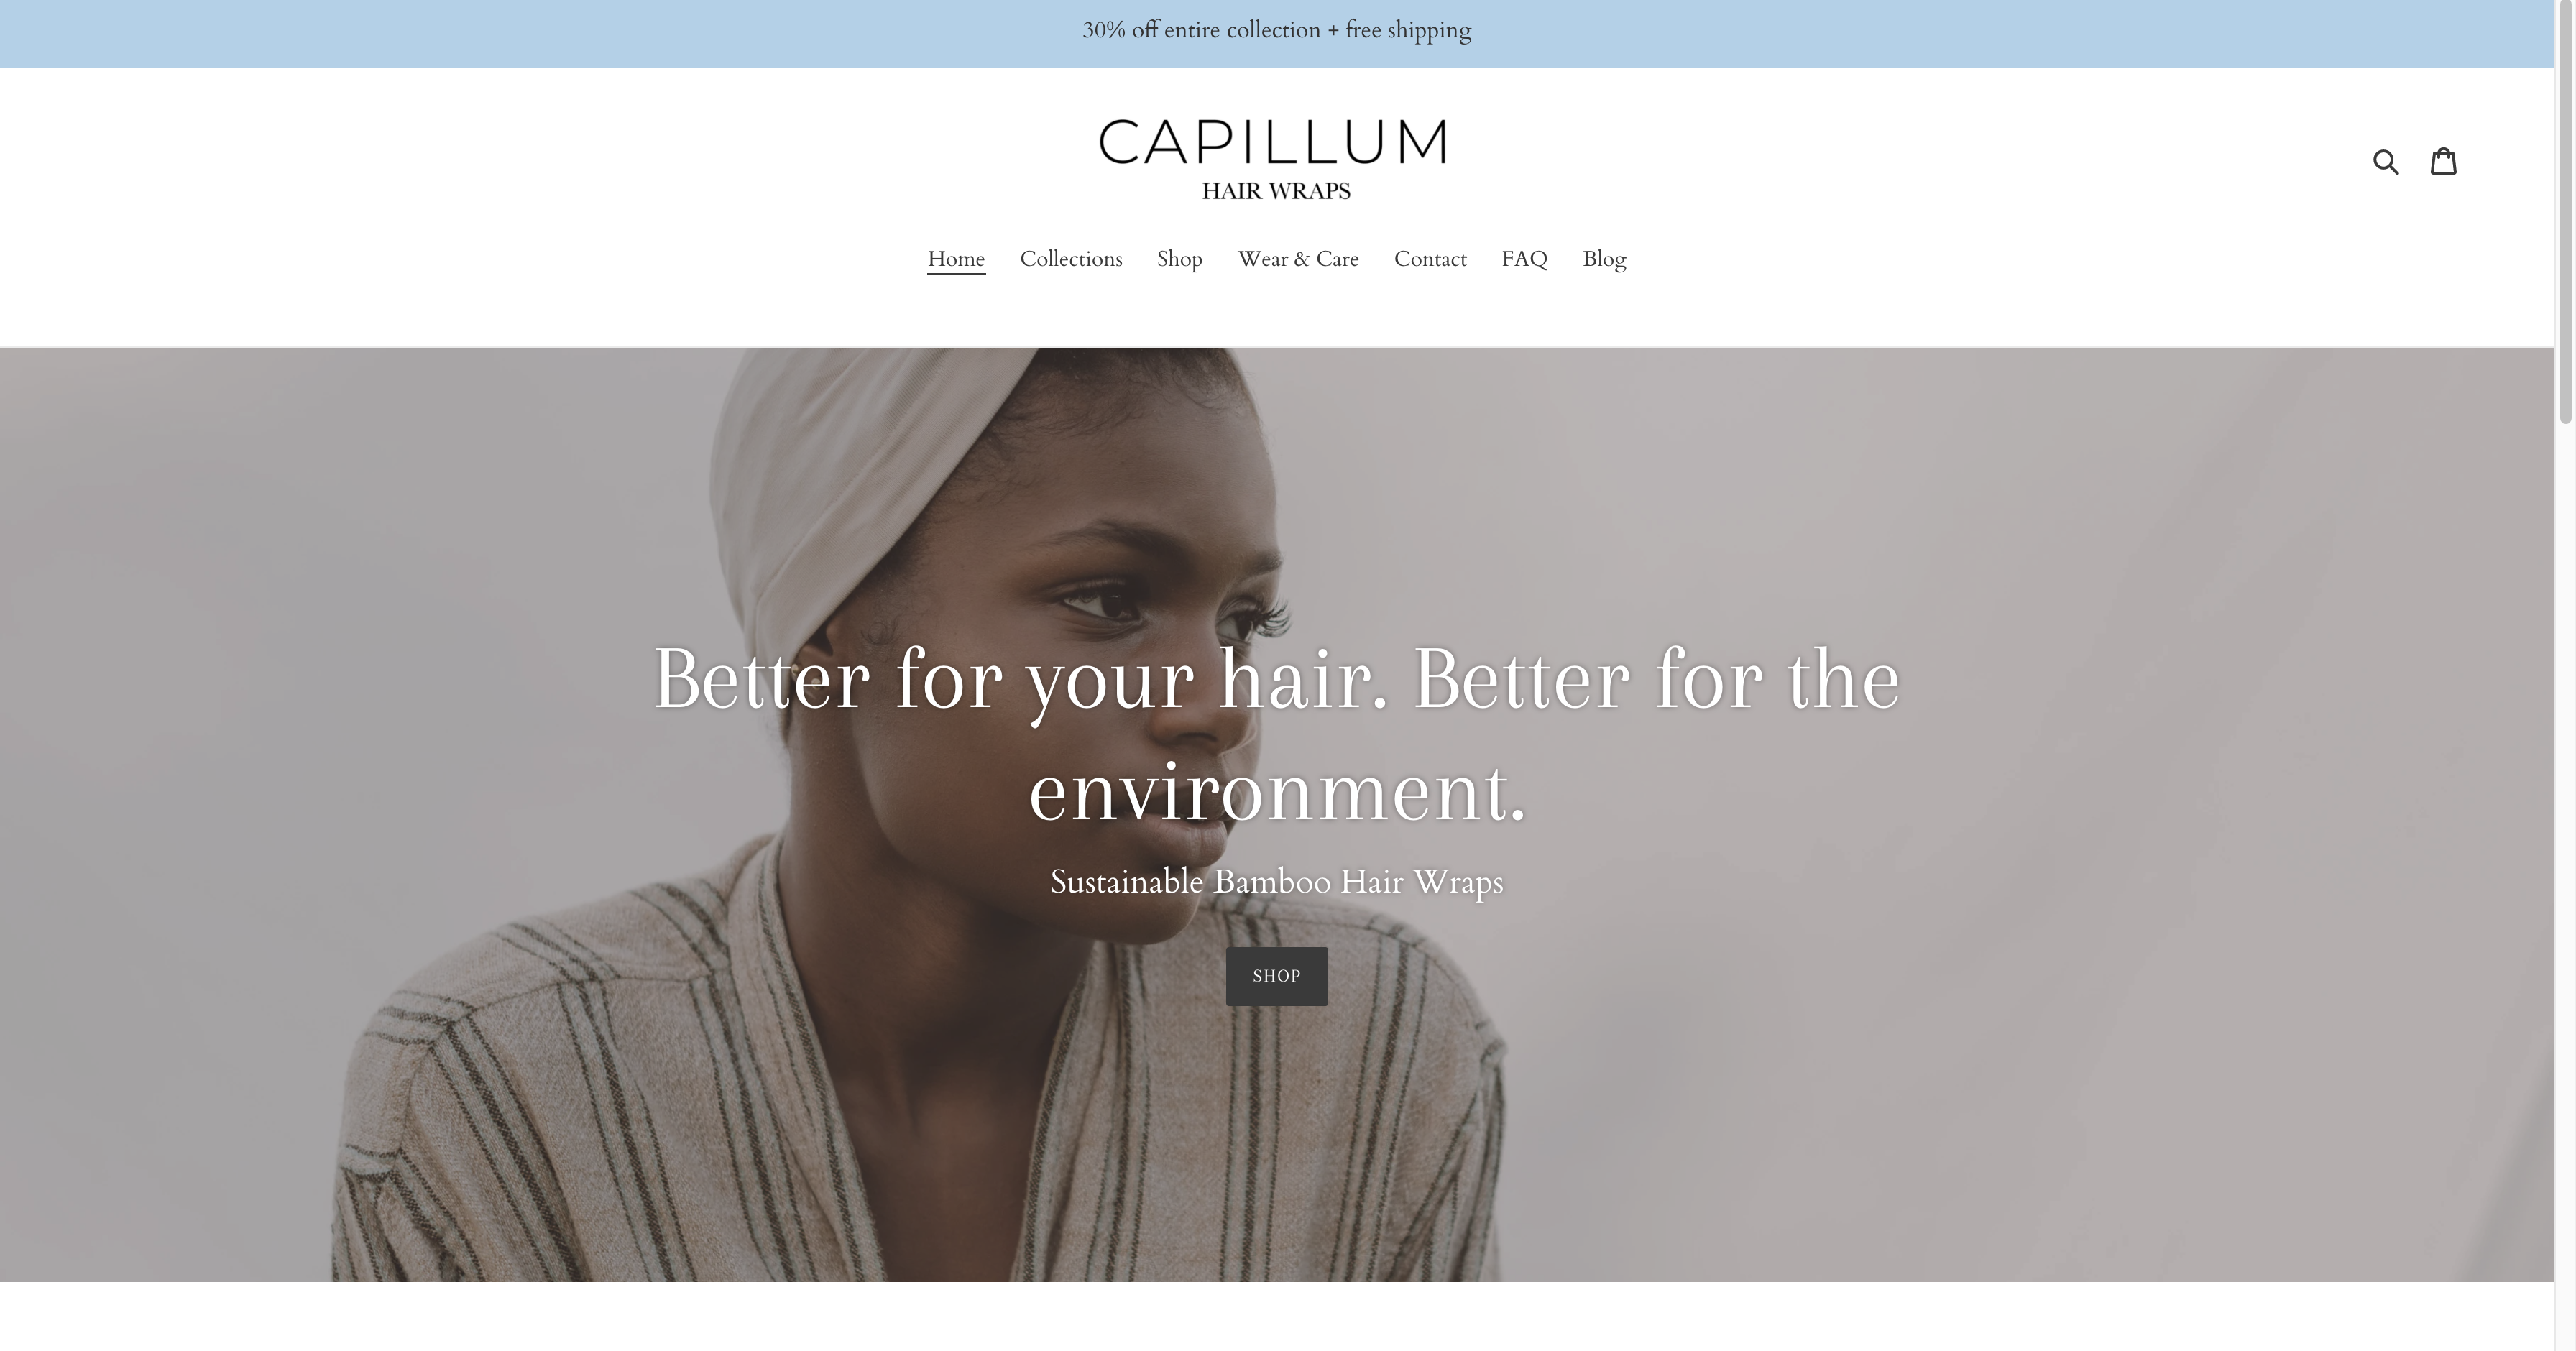 30% off entire collection + free shipping
CAPILLUM
HAIR WRAPS
Home Collections Shop Wear & Care Contact FAQ Blog
Better for your hair. Better for the
environment.
Sustainable Bamboo Hair Wraps
SHOP